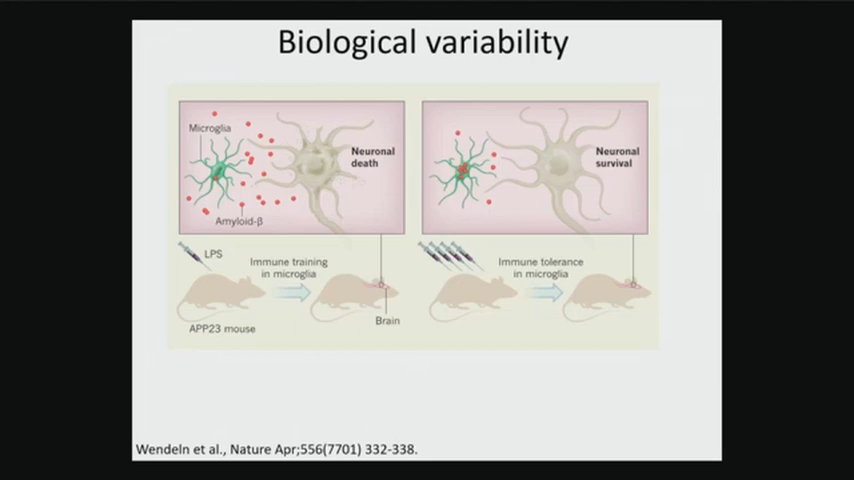 Biological variability
Microglia
Neuronal
death
Amyloid-β
Neuronal
survival
LPS
Immune training
in microglia
Brain
APP23 mouse
Immune tolerance
in microglia
Wendeln et al., Nature Apr;556(7701) 332-338.